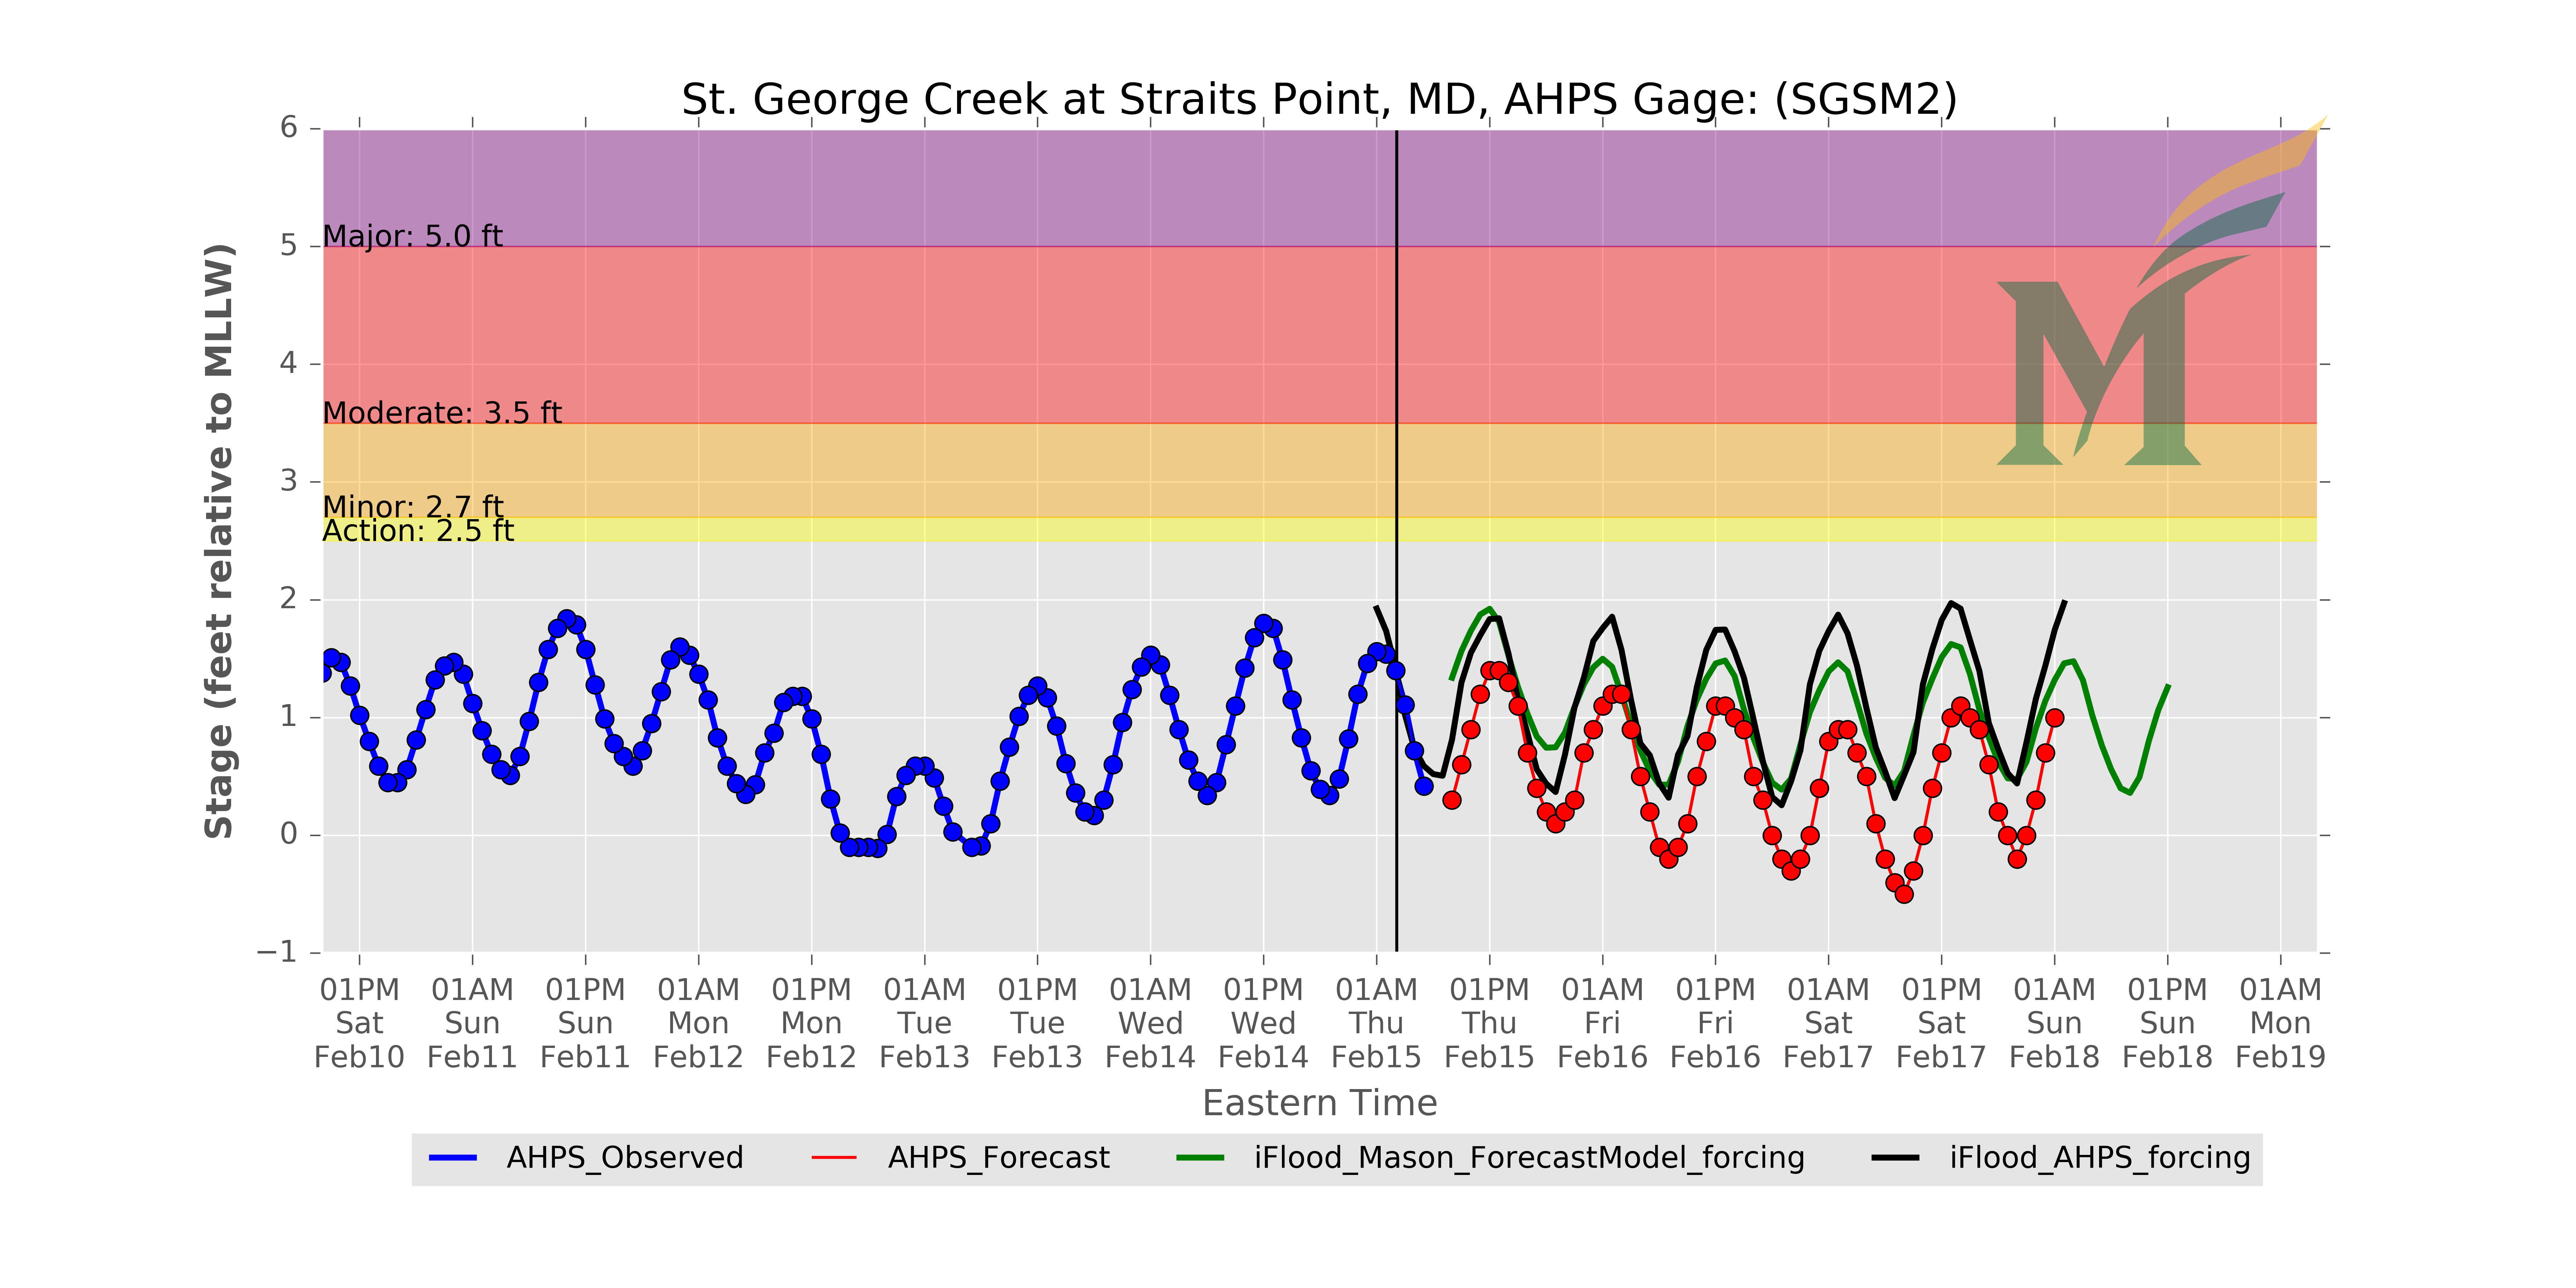 St. George Creek at Straits Point, MD, AHPS Gage: (SGSM2)
6
5
4
3
2
1
0
−1
Stage (feet relative to MLLW)
Major: 5.0 ft
Moderate: 3.5 ft
Minor: 2.7 ft
Action: 2.5 ft
M
01PM 01AM 01PM 01AM 01PM 01AM 01PM 01AM 01PM 01AM 01PM 01AM 01PM 01AM 01PM 01AM 01PM 01AM
Sat Sun Sun Mon Mon Tue Tue Wed Wed Thu Thu Fri Fri Sat Sat Sun Sun Mon
Feb10 Feb11 Feb11 Feb12 Feb12 Feb13 Feb13 Feb14 Feb14 Feb15 Feb15 Feb16 Feb16 Feb17 Feb17 Feb18 Feb18 Feb19
Eastern Time
AHPS_Observed AHPS_Forecast iFlood_Mason_ForecastModel_forcing iFlood_AHPS_forcing